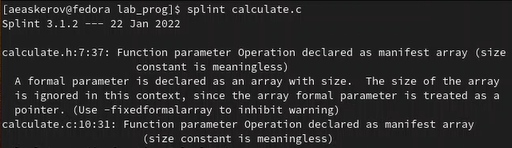 [aeaskerov@fedora lab_prog]$ splint calculate.c
Splint 3.1.2 --- 22 Jan 2022

calculate.h:7:37: Function parameter Operation declared as manifest array (size
                     constant is meaningless)
  A formal parameter is declared as an array with size.  The size of the array
  is ignored in this context, since the array formal parameter is treated as a
  pointer. (Use -fixedformalarray to inhibit warning)
calculate.c:10:31: Function parameter Operation declared as manifest array
                      (size constant is meaningless)